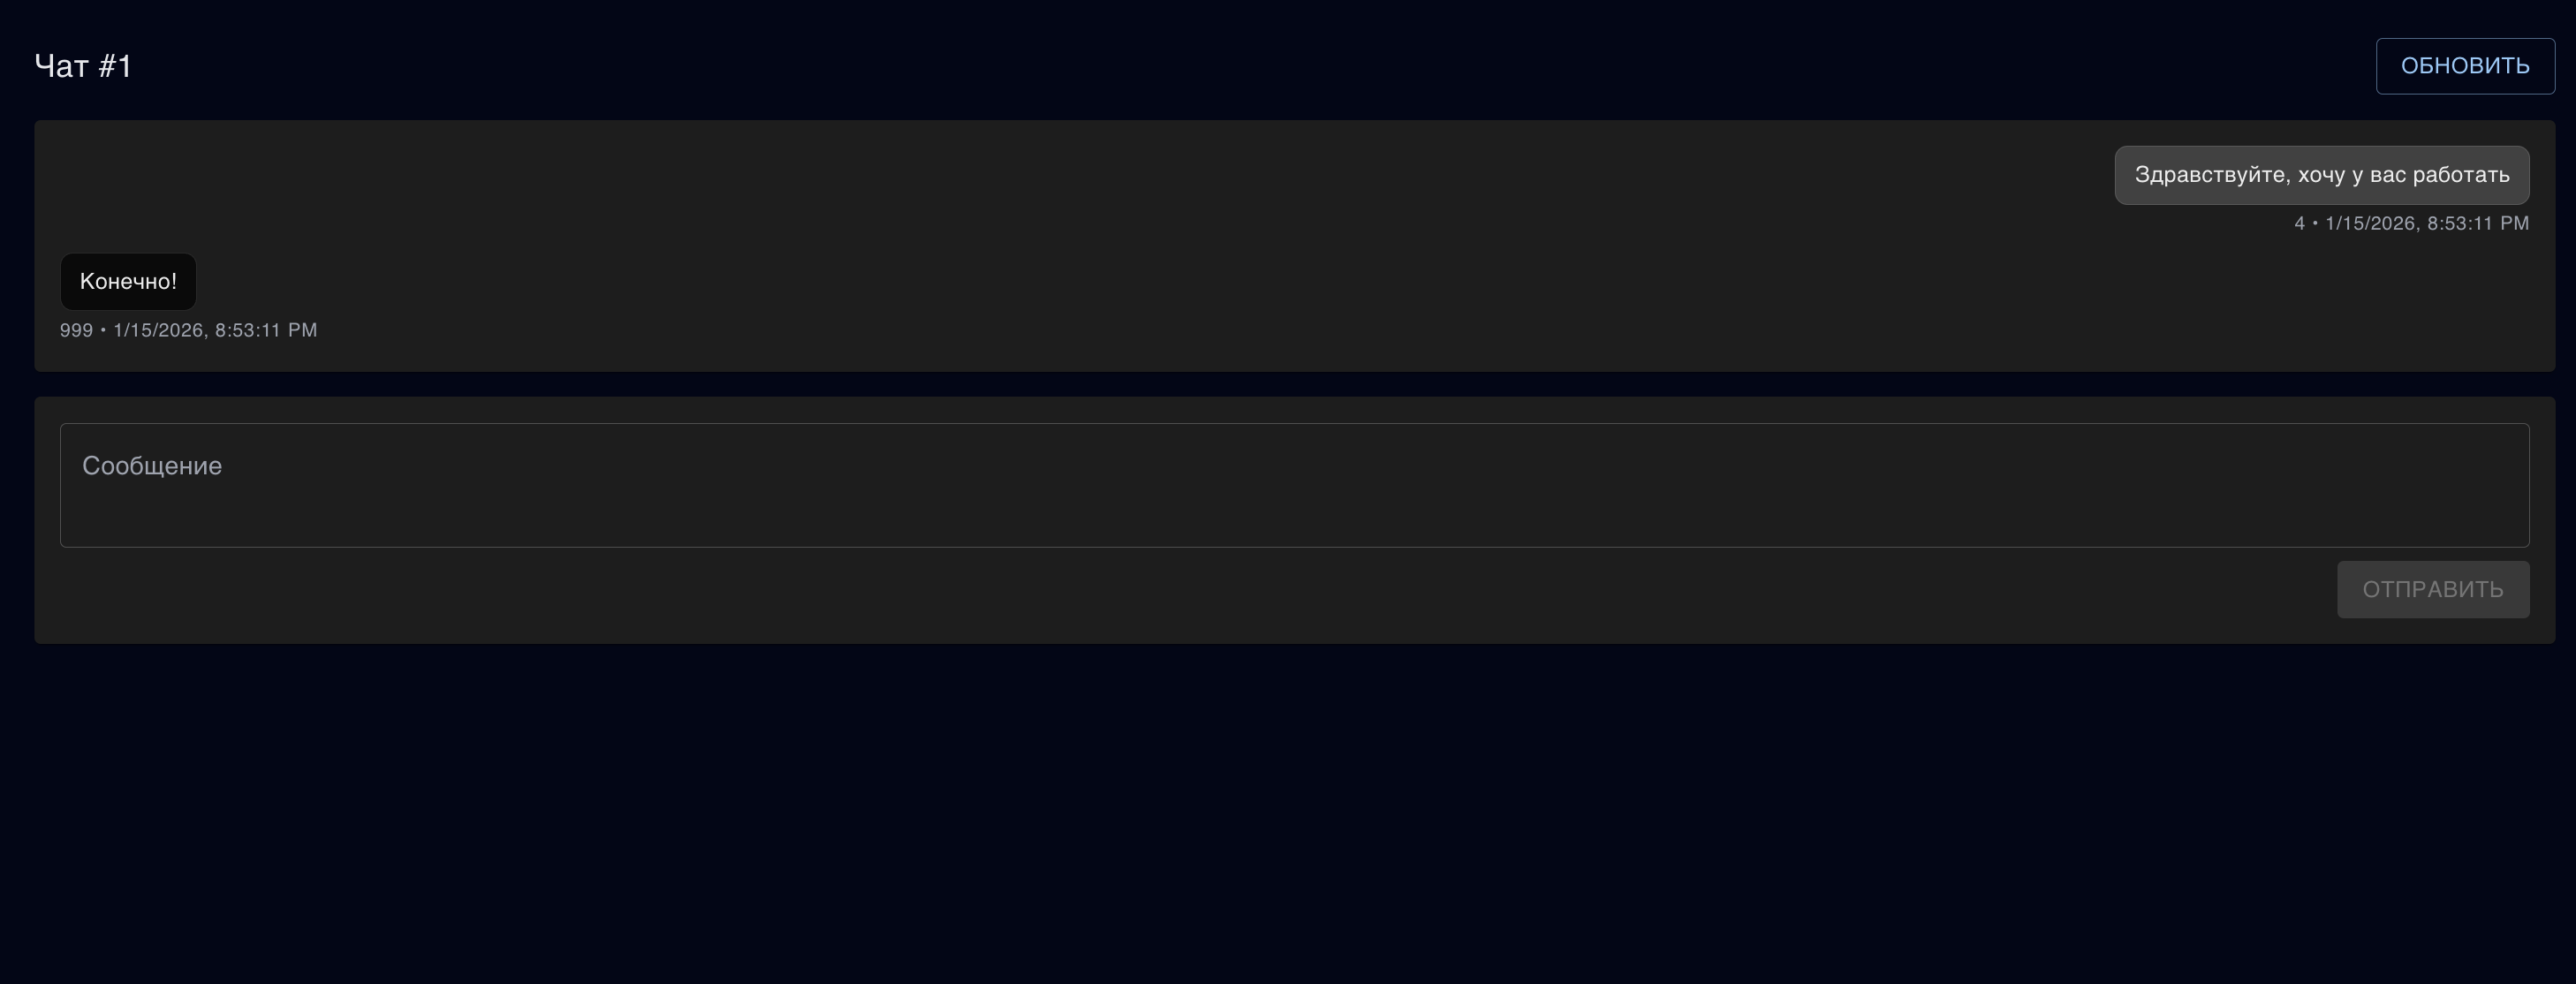 Чат #1
ОБНОВИТЬ
Здравствуйте, хочу у вас работать
4 • 1/15/2026, 8:53:11 PM
Конечно!
999 • 1/15/2026, 8:53:11 PM
Сообщение
ОТПРАВИТЬ